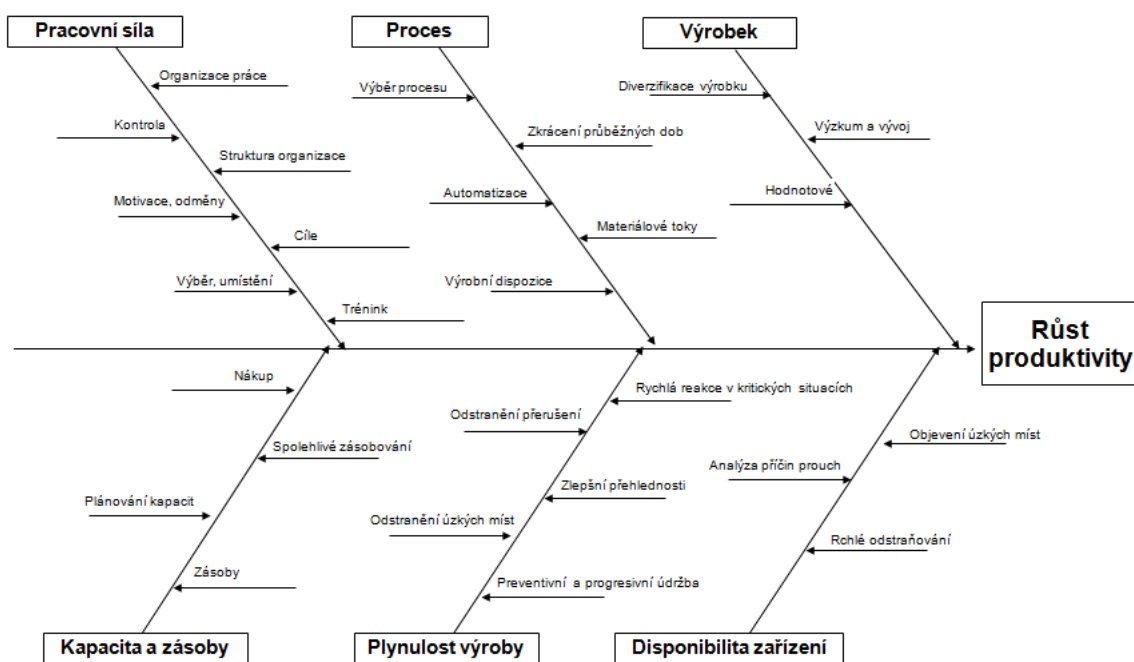 Pracovní síla
Proces
Výrobek
Organizace práce
Kontrola
Struktura organizace
Motivace, odměny
Cíle
Výběr, umístění
Trénink
Výběr procesu
Zkrácení průběžných dob
Automatizace
Materiálové toky
Výrobní dispozice
Diverzifikace výrobku
Výzkum a vývoj
Hodnotové
Růst
produktivity
Nákup
Spolehlivé zásobování
Plánování kapacit
Zásoby
Rychlá reakce v kritických situacích
Odstranění přerušení
Zlepšní přehlednosti
Odstranění úzkých míst
Preventivní a progresivní údržba
Objevení úzkých míst
Analýza příčin prouch
Rchlé odstraňování
Kapacita a zásoby
Plynulost výroby
Disponibilita zařízení